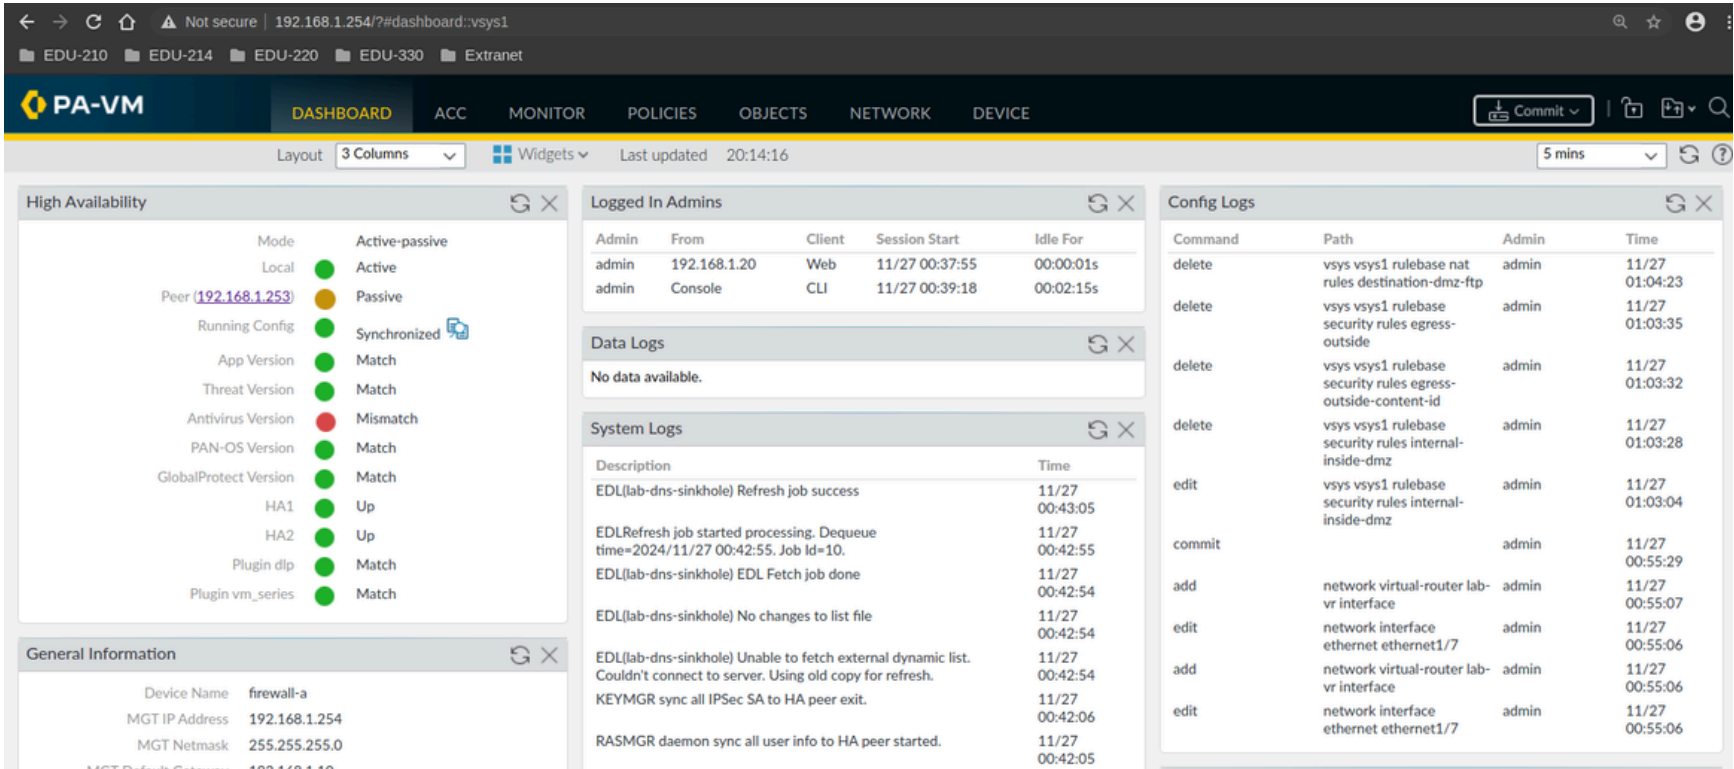 Not secure | 192.168.1.254/?#dashboard::vsys1
EDU-210 EDU-214 EDU-220 EDU-330 Extranet
PA-VM DASHBOARD ACC MONITOR POLICIES OBJECTS NETWORK DEVICE Commit
Layout 3 Columns Widgets Last updated 20:14:16 5 mins
High Availability
Mode Active-passive
Local Active
Peer (192.168.1.253) Passive
Running Config Synchronized
App Version Match
Threat Version Match
Antivirus Version Mismatch
PAN-OS Version Match
GlobalProtect Version Match
HA1 Up
HA2 Up
Plugin dlp Match
Plugin vm_series Match
General Information
Device Name firewall-a
MGT IP Address 192.168.1.254
MGT Netmask 255.255.255.0
MGT Default Gateway 192.168.1.10
Logged In Admins
Admin From Client Session Start Idle For
admin 192.168.1.20 Web 11/27 00:37:55 00:00:01s
admin Console CLI 11/27 00:39:18 00:02:15s
Data Logs
No data available.
System Logs
Description Time
EDL(lab-dns-sinkhole) Refresh job success 11/27
00:43:05
EDLRefresh job started processing. Dequeue 11/27
time=2024/11/27 00:42:55. Job Id=10. 00:42:55
EDL(lab-dns-sinkhole) EDL Fetch job done 11/27
00:42:54
EDL(lab-dns-sinkhole) No changes to list file 11/27
00:42:54
EDL(lab-dns-sinkhole) Unable to fetch external dynamic list. 11/27
Couldn't connect to server. Using old copy for refresh. 00:42:54
KEYMGR sync all IPSec SA to HA peer exit. 11/27
00:42:06
RASMGR daemon sync all user info to HA peer started. 11/27
00:42:05
Config Logs
Command Path Admin Time
delete vsys vsys1 rulebase nat admin 11/27
rules destination-dmz-ftp 01:04:23
delete vsys vsys1 rulebase admin 11/27
security rules egress- 01:03:35
outside
delete vsys vsys1 rulebase admin 11/27
security rules egress- 01:03:32
outside-content-id
delete vsys vsys1 rulebase admin 11/27
security rules internal- 01:03:28
inside-dmz
edit vsys vsys1 rulebase admin 11/27
security rules internal- 01:03:04
inside-dmz
commit admin 11/27
00:55:29
add network virtual-router lab- admin 11/27
vr interface 00:55:07
edit network interface admin 11/27
ethernet ethernet1/7 00:55:06
add network virtual-router lab- admin 11/27
vr interface 00:55:06
edit network interface admin 11/27
ethernet ethernet1/7 00:55:06